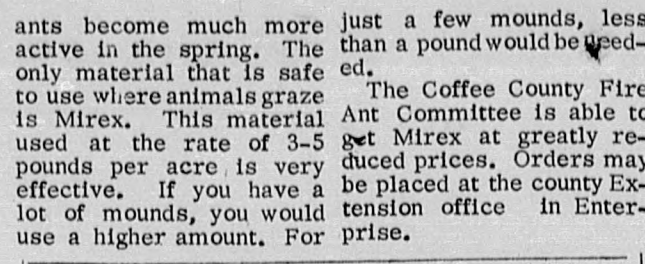 ants become much more
active in the spring. The
only material that is safe
to use where animals graze
is Mirex. This material
used at the rate of 3-5
pounds per acre is very
effective. If you have a
lot of mounds, you would
use a higher amount. For
just a few mounds, less
than a pound would be need-
ed.
The Coffee County Fire
Ant Committee is able to
get Mirex at greatly re-
duced prices. Orders may
be placed at the county Ex-
tension office in Enter-
prise.